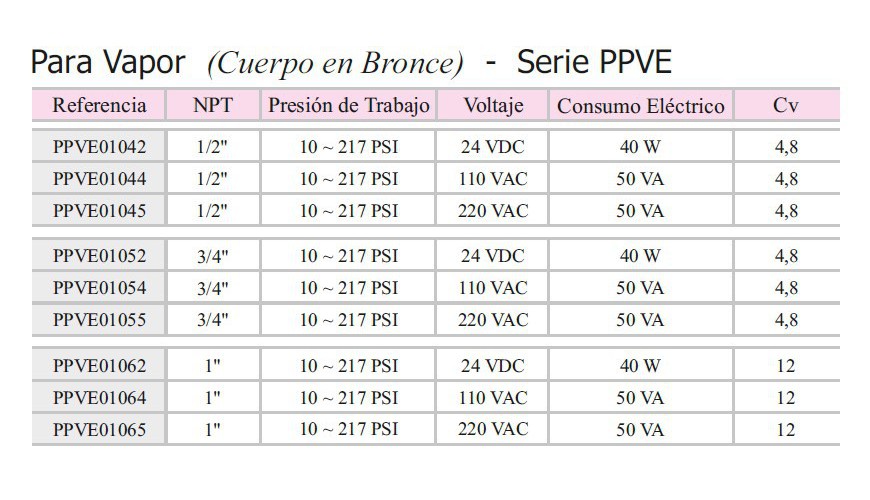 Para Vapor (Cuerpo en Bronce) - Serie PPVE
Referencia NPT Presión de Trabajo Voltaje Consumo Eléctrico Cv
PPVE01042 1/2" 10 ~ 217 PSI 24 VDC 40 W 4,8
PPVE01044 1/2" 10 ~ 217 PSI 110 VAC 50 VA 4,8
PPVE01045 1/2" 10 ~ 217 PSI 220 VAC 50 VA 4,8
PPVE01052 3/4" 10 ~ 217 PSI 24 VDC 40 W 4,8
PPVE01054 3/4" 10 ~ 217 PSI 110 VAC 50 VA 4,8
PPVE01055 3/4" 10 ~ 217 PSI 220 VAC 50 VA 4,8
PPVE01062 1" 10 ~ 217 PSI 24 VDC 40 W 12
PPVE01064 1" 10 ~ 217 PSI 110 VAC 50 VA 12
PPVE01065 1" 10 ~ 217 PSI 220 VAC 50 VA 12